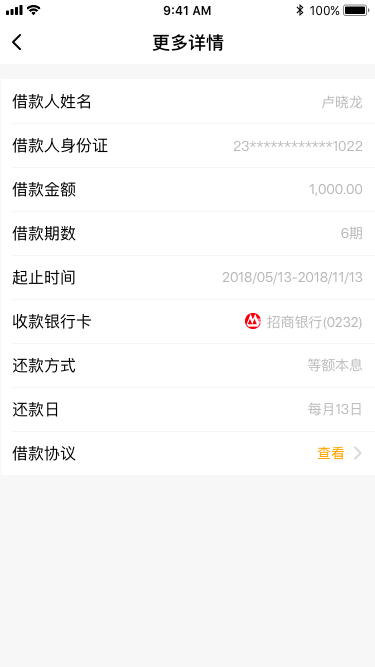 9:41 AM 100%
更多详情
借款人姓名 卢晓龙
借款人身份证 23************1022
借款金额 1,000.00
借款期数 6期
起止时间 2018/05/13-2018/11/13
收款银行卡 招商银行(0232)
还款方式 等额本息
还款日 每月13日
借款协议 查看